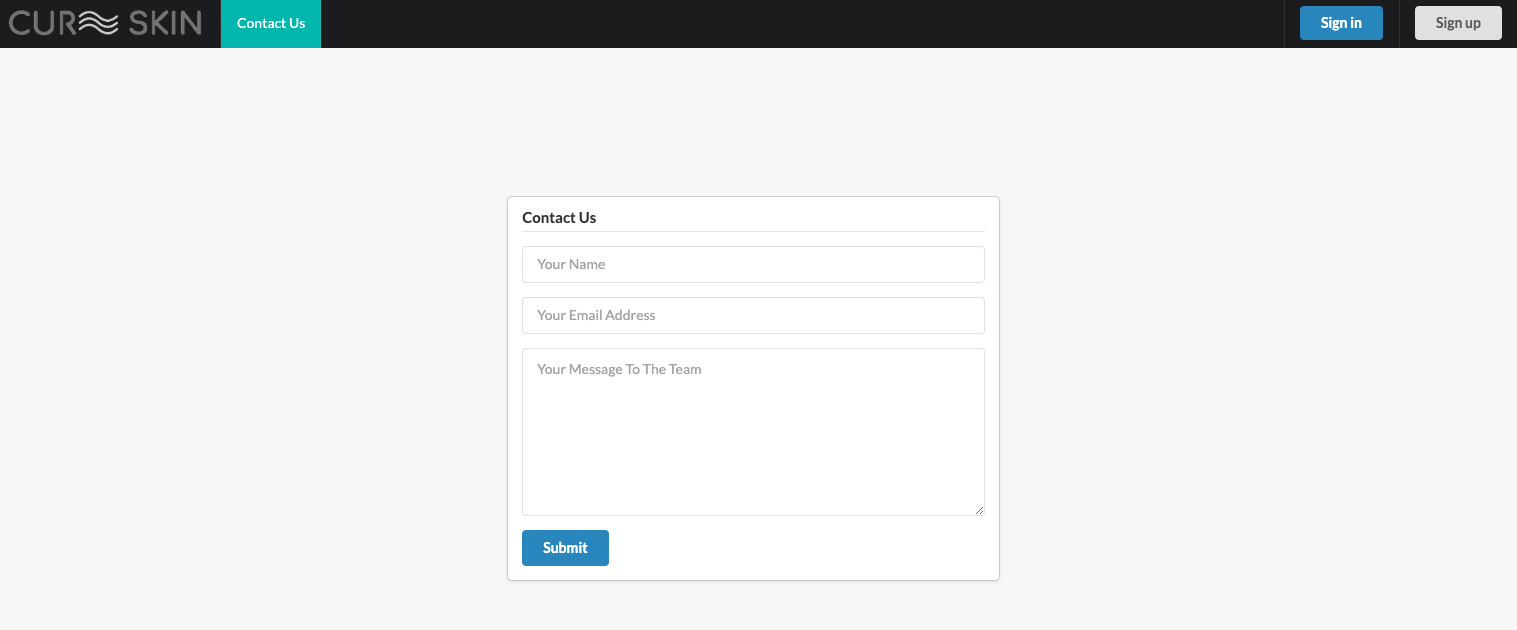 CUR SKIN
Contact Us
Sign in
Sign up
Contact Us
Your Name
Your Email Address
Your Message To The Team
Submit